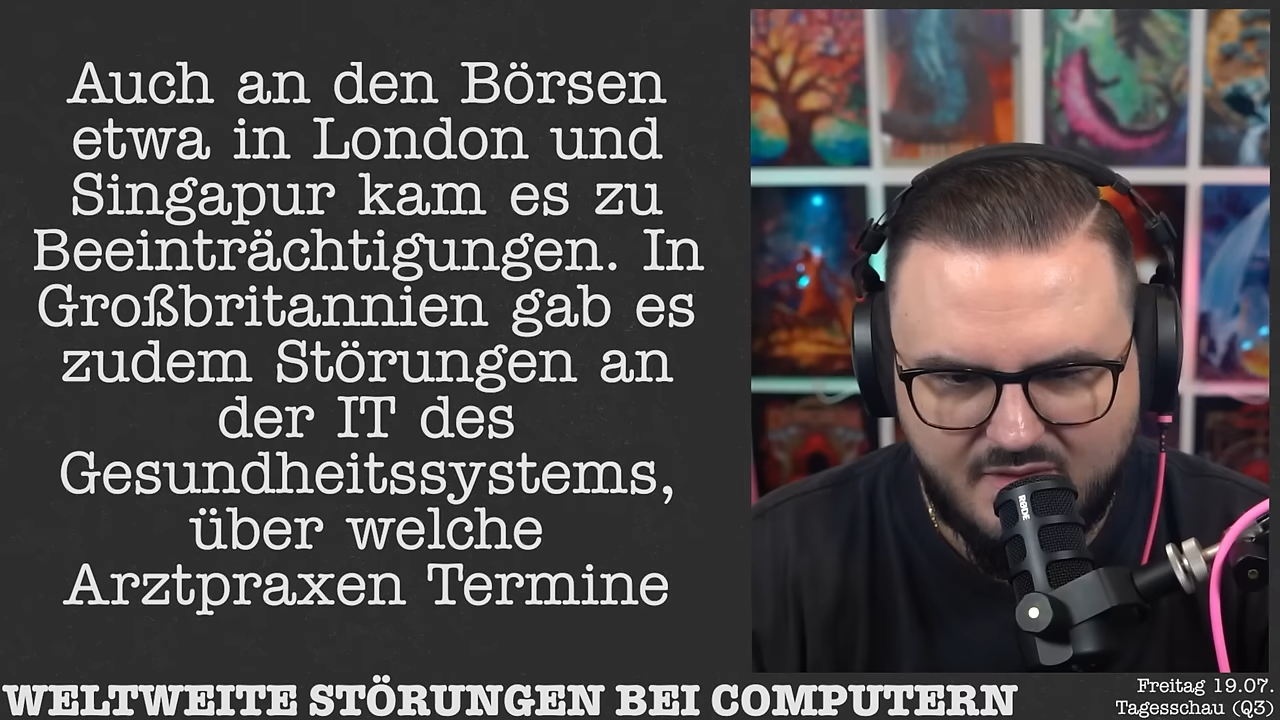 Auch an den Börsen
etwa in London und
Singapur kam es zu
Beeinträchtigungen. In
Großbritannien gab es
zudem Störungen an
der IT des
Gesundheitssystems,
über welche
Arztpraxen Termine
RØDE
WELTWEITE STÖRUNGEN BEI COMPUTERN
Freitag 19.07.
Tagesschau (Q3)